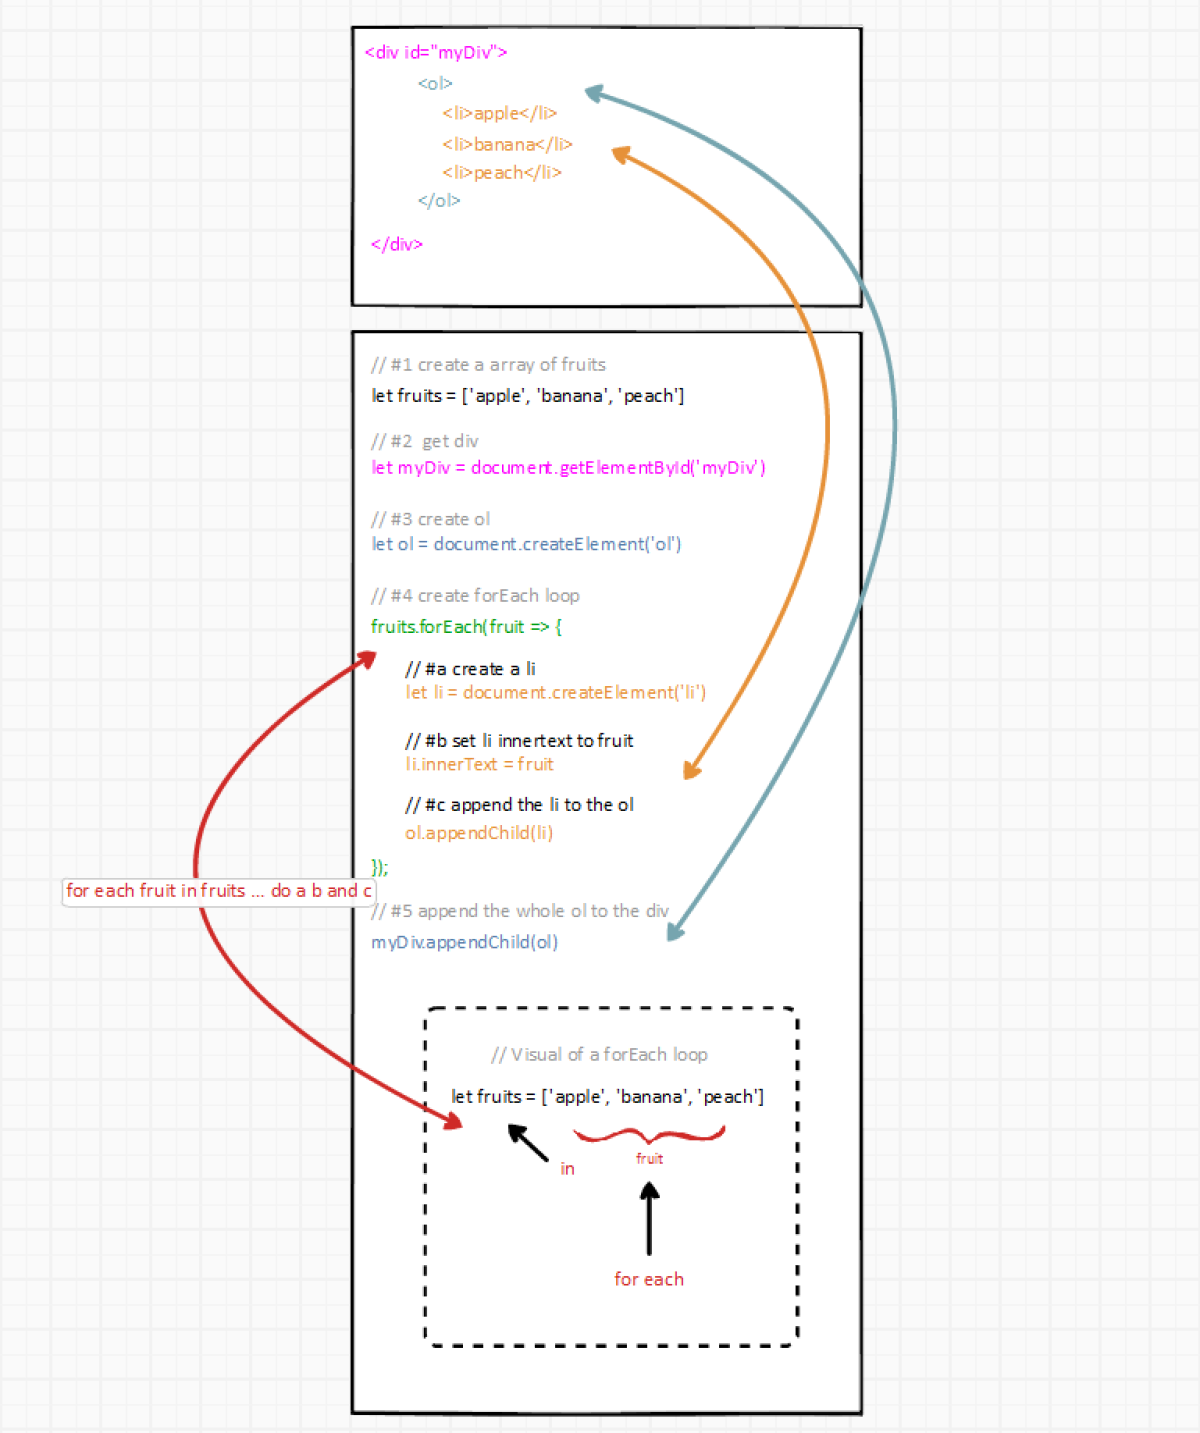 <div id="myDiv">
<ol>
<li>apple</li>
<li>banana</li>
<li>peach</li>
</ol>
</div>
// #1 create a array of fruits
let fruits = ['apple', 'banana', 'peach']
// #2  get div
let myDiv = document.getElementById('myDiv')
// #3 create ol
let ol = document.createElement('ol')
// #4 create forEach loop
fruits.forEach(fruit => {
// #a create a li
let li = document.createElement('li')
// #b set li innertext to fruit
li.innerText = fruit
// #c append the li to the ol
ol.appendChild(li)
});
for each fruit in fruits ... do a b and c
// #5 append the whole ol to the div
myDiv.appendChild(ol)
// Visual of a forEach loop
let fruits = ['apple', 'banana', 'peach']
in
fruit
for each